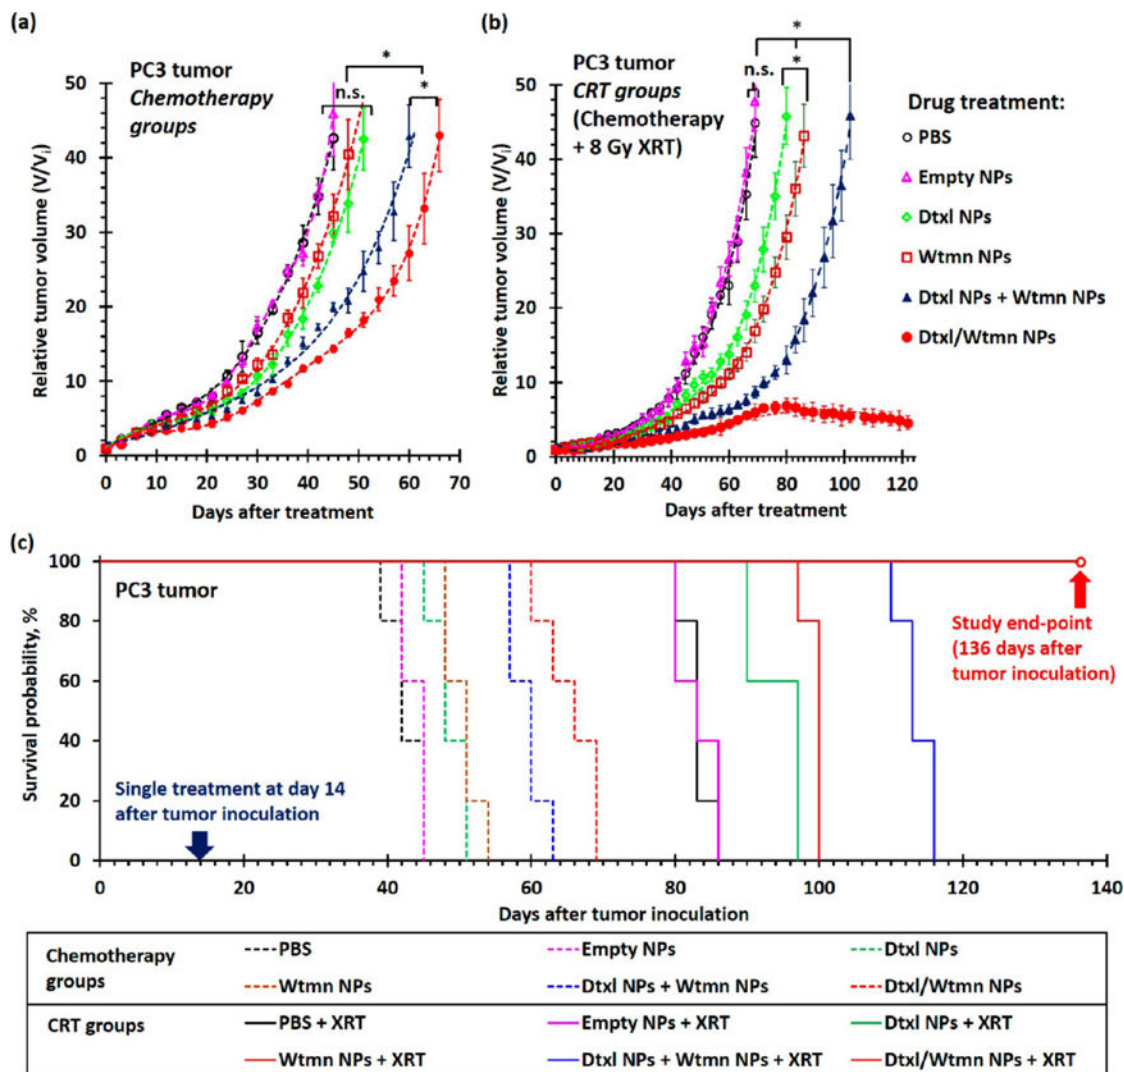 (a)
PC3 tumor
Chemotherapy
groups
*
n.s.
*
Relative tumor volume (V/Vi)
50
40
30
20
10
0
0 10 20 30 40 50 60 70
Days after treatment
(b)
PC3 tumor
CRT groups
(Chemotherapy
+ 8 Gy XRT)
*
n.s.
*
Relative tumor volume (V/Vi)
50
40
30
20
10
0
0 20 40 60 80 100 120
Days after treatment
Drug treatment:
PBS
Empty NPs
Dtxl NPs
Wtmn NPs
Dtxl NPs + Wtmn NPs
Dtxl/Wtmn NPs
(c)
PC3 tumor
Survival probability, %
100
80
60
40
20
0
Single treatment at day 14
after tumor inoculation
Study end-point
(136 days after
tumor inoculation)
0 20 40 60 80 100 120 140
Days after tumor inoculation
Chemotherapy
groups
PBS Empty NPs Dtxl NPs
Wtmn NPs Dtxl NPs + Wtmn NPs Dtxl/Wtmn NPs
CRT groups
PBS + XRT Empty NPs + XRT Dtxl NPs + XRT
Wtmn NPs + XRT Dtxl NPs + Wtmn NPs + XRT Dtxl/Wtmn NPs + XRT